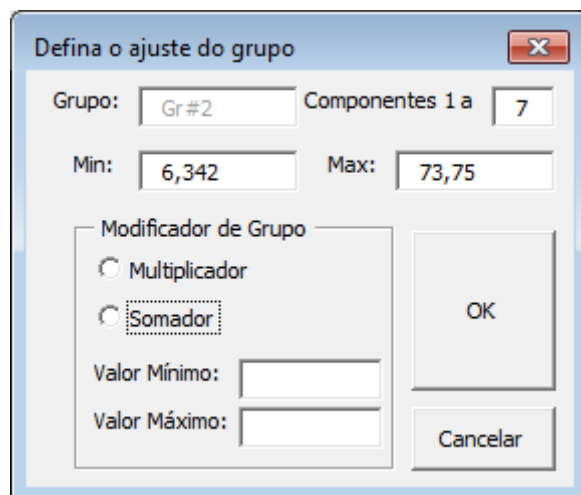 Defina o ajuste do grupo
Grupo: Gr#2 Componentes 1 a 7
Min: 6,342 Max: 73,75
Modificador de Grupo
Multiplicador
Somador
OK
Valor Mínimo:
Valor Máximo:
Cancelar